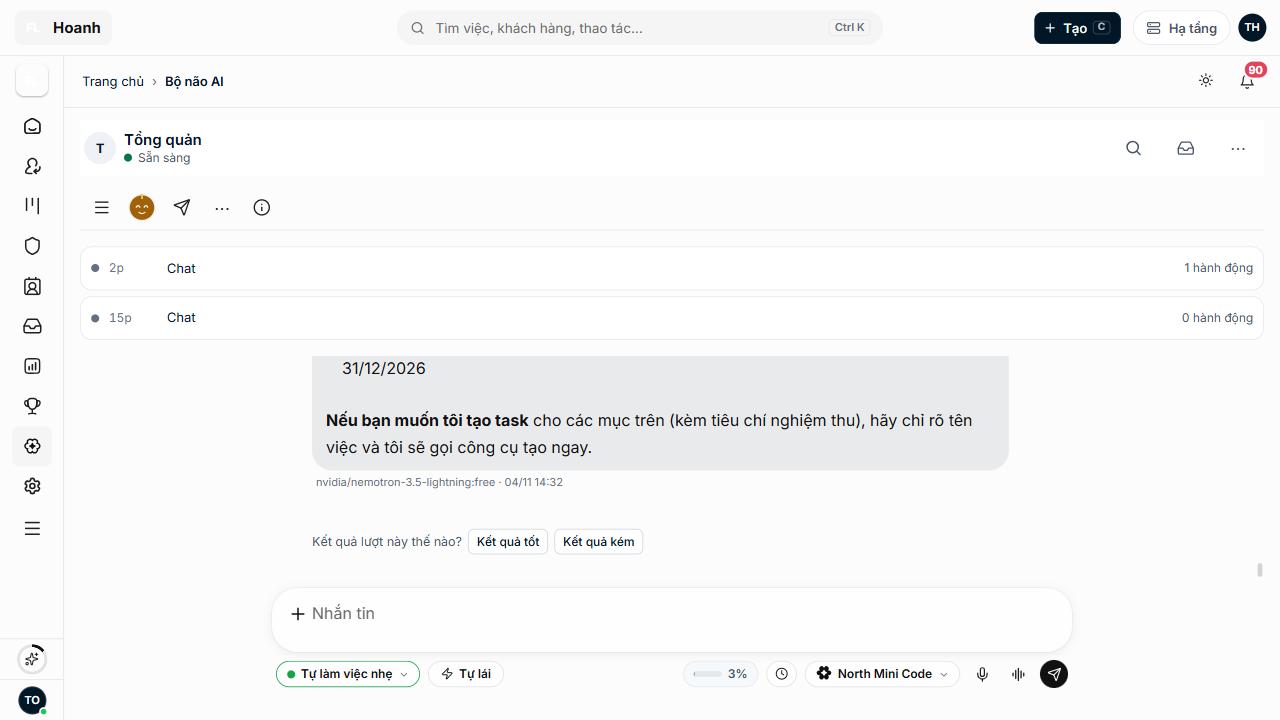 FL Hoanh
Tìm việc, khách hàng, thao tác...
Ctrl K
+ Tạo C
Hạ tầng
TH
Trang chủ › Bộ não AI
90
T
Tổng quản
Sẵn sàng
2p Chat 1 hành động
15p Chat 0 hành động
31/12/2026
Nếu bạn muốn tôi tạo task cho các mục trên (kèm tiêu chí nghiệm thu), hãy chỉ rõ tên
việc và tôi sẽ gọi công cụ tạo ngay.
nvidia/nemotron-3.5-lightning:free · 04/11 14:32
Kết quả lượt này thế nào? Kết quả tốt Kết quả kém
Nhắn tin
Tự làm việc nhẹ
Tự lái
3%
North Mini Code
TO